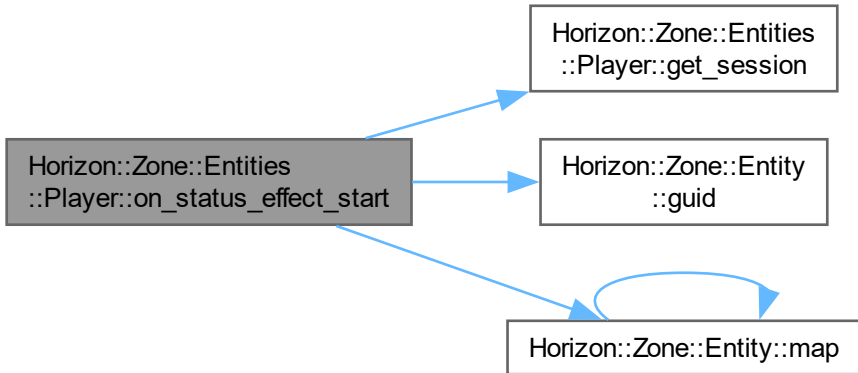 Horizon::Zone::Entities
::Player::get_session
Horizon::Zone::Entities
::Player::on_status_effect_start
Horizon::Zone::Entity
::guid
Horizon::Zone::Entity::map